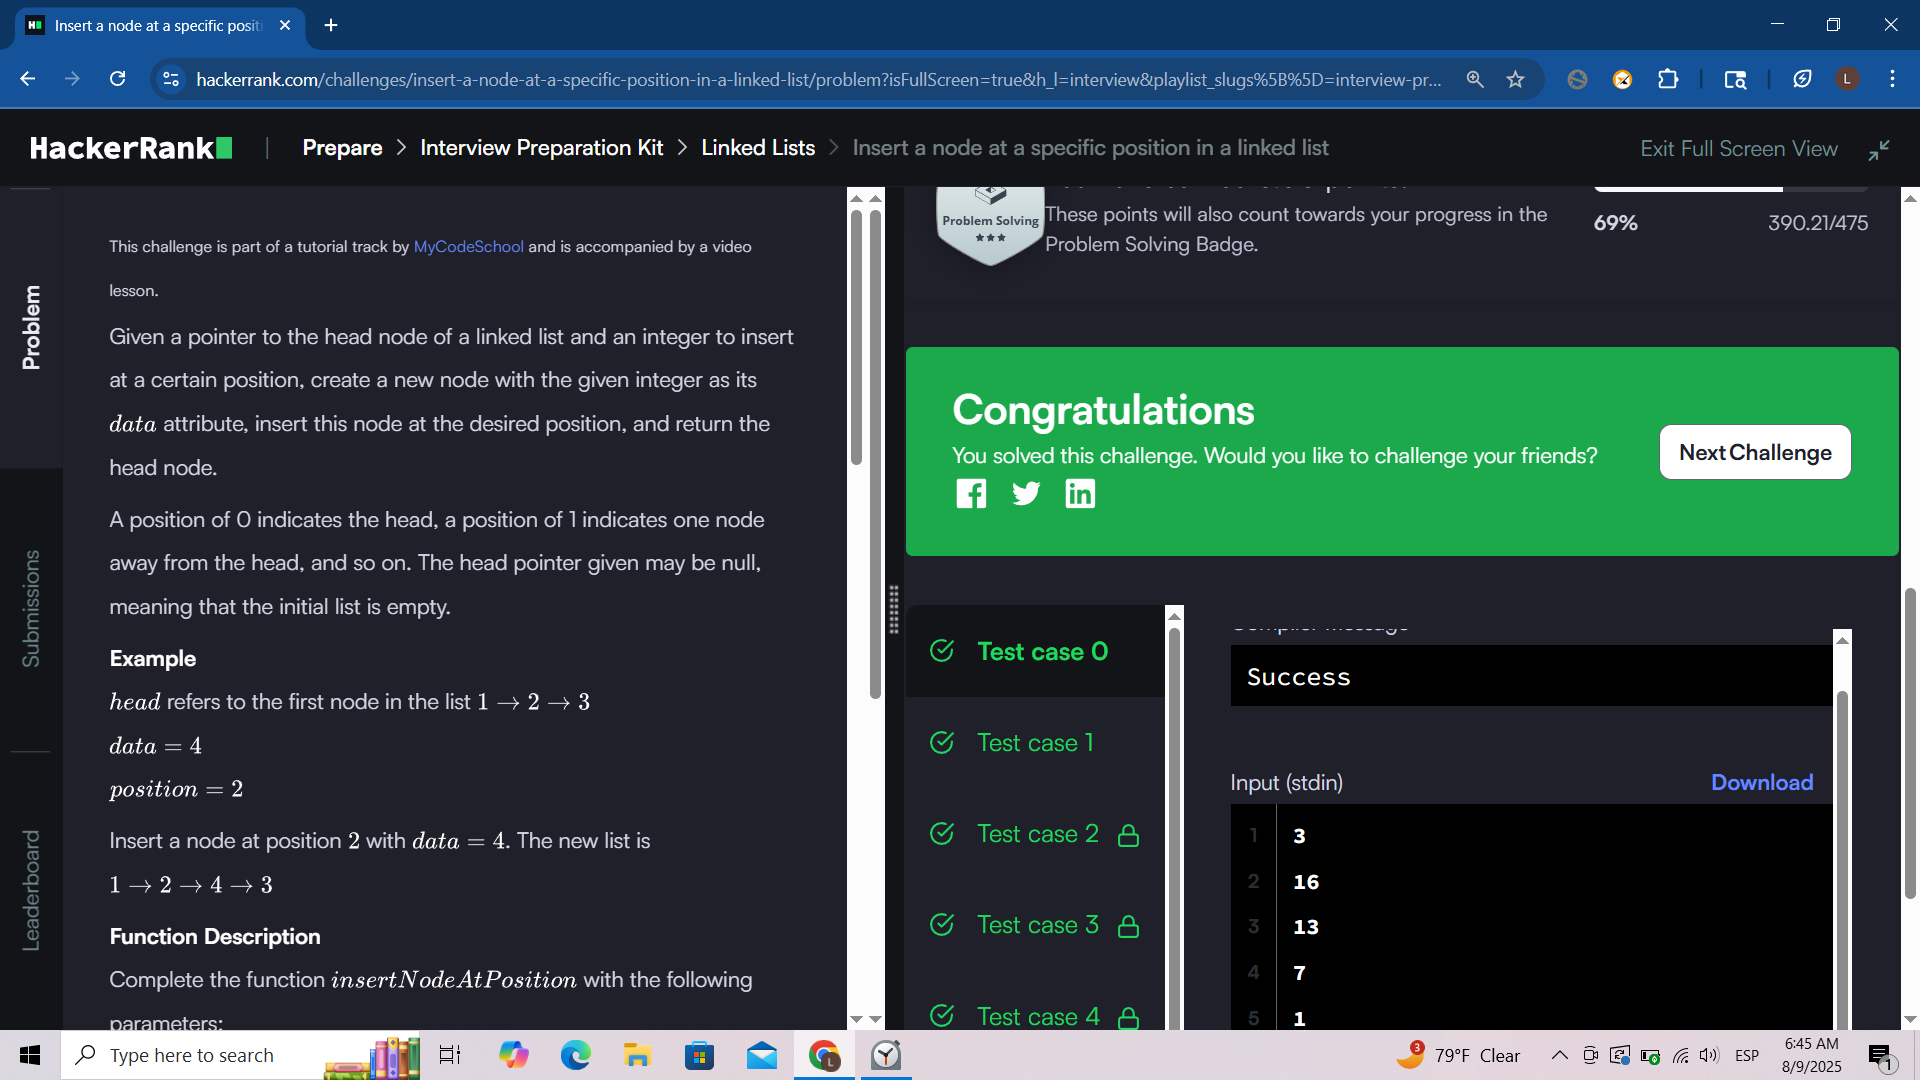 Insert a node at a specific positi
hackerrank.com/challenges/insert-a-node-at-a-specific-position-in-a-linked-list/problem?isFullScreen=true&h_l=interview&playlist_slugs%5B%5D=interview-pr...
L
HackerRank
Prepare > Interview Preparation Kit > Linked Lists > Insert a node at a specific position in a linked list
Exit Full Screen View
Problem
Submissions
Leaderboard
This challenge is part of a tutorial track by MyCodeSchool and is accompanied by a video
lesson.
Given a pointer to the head node of a linked list and an integer to insert
at a certain position, create a new node with the given integer as its
data attribute, insert this node at the desired position, and return the
head node.
A position of 0 indicates the head, a position of 1 indicates one node
away from the head, and so on. The head pointer given may be null,
meaning that the initial list is empty.
Example
head refers to the first node in the list 1 → 2 → 3
data = 4
position = 2
Insert a node at position 2 with data = 4. The new list is
1 → 2 → 4 → 3
Function Description
Complete the function insertNodeAtPosition with the following
parameters:
Problem Solving
These points will also count towards your progress in the
Problem Solving Badge.
69%
390.21/475
Congratulations
You solved this challenge. Would you like to challenge your friends?
Next Challenge
Test case 0
Test case 1
Test case 2
Test case 3
Test case 4
Compiler Message
Success
Input (stdin)
Download
1 3
2 16
3 13
4 7
5 1
Type here to search
L
3
79°F Clear
ESP
6:45 AM
8/9/2025
1